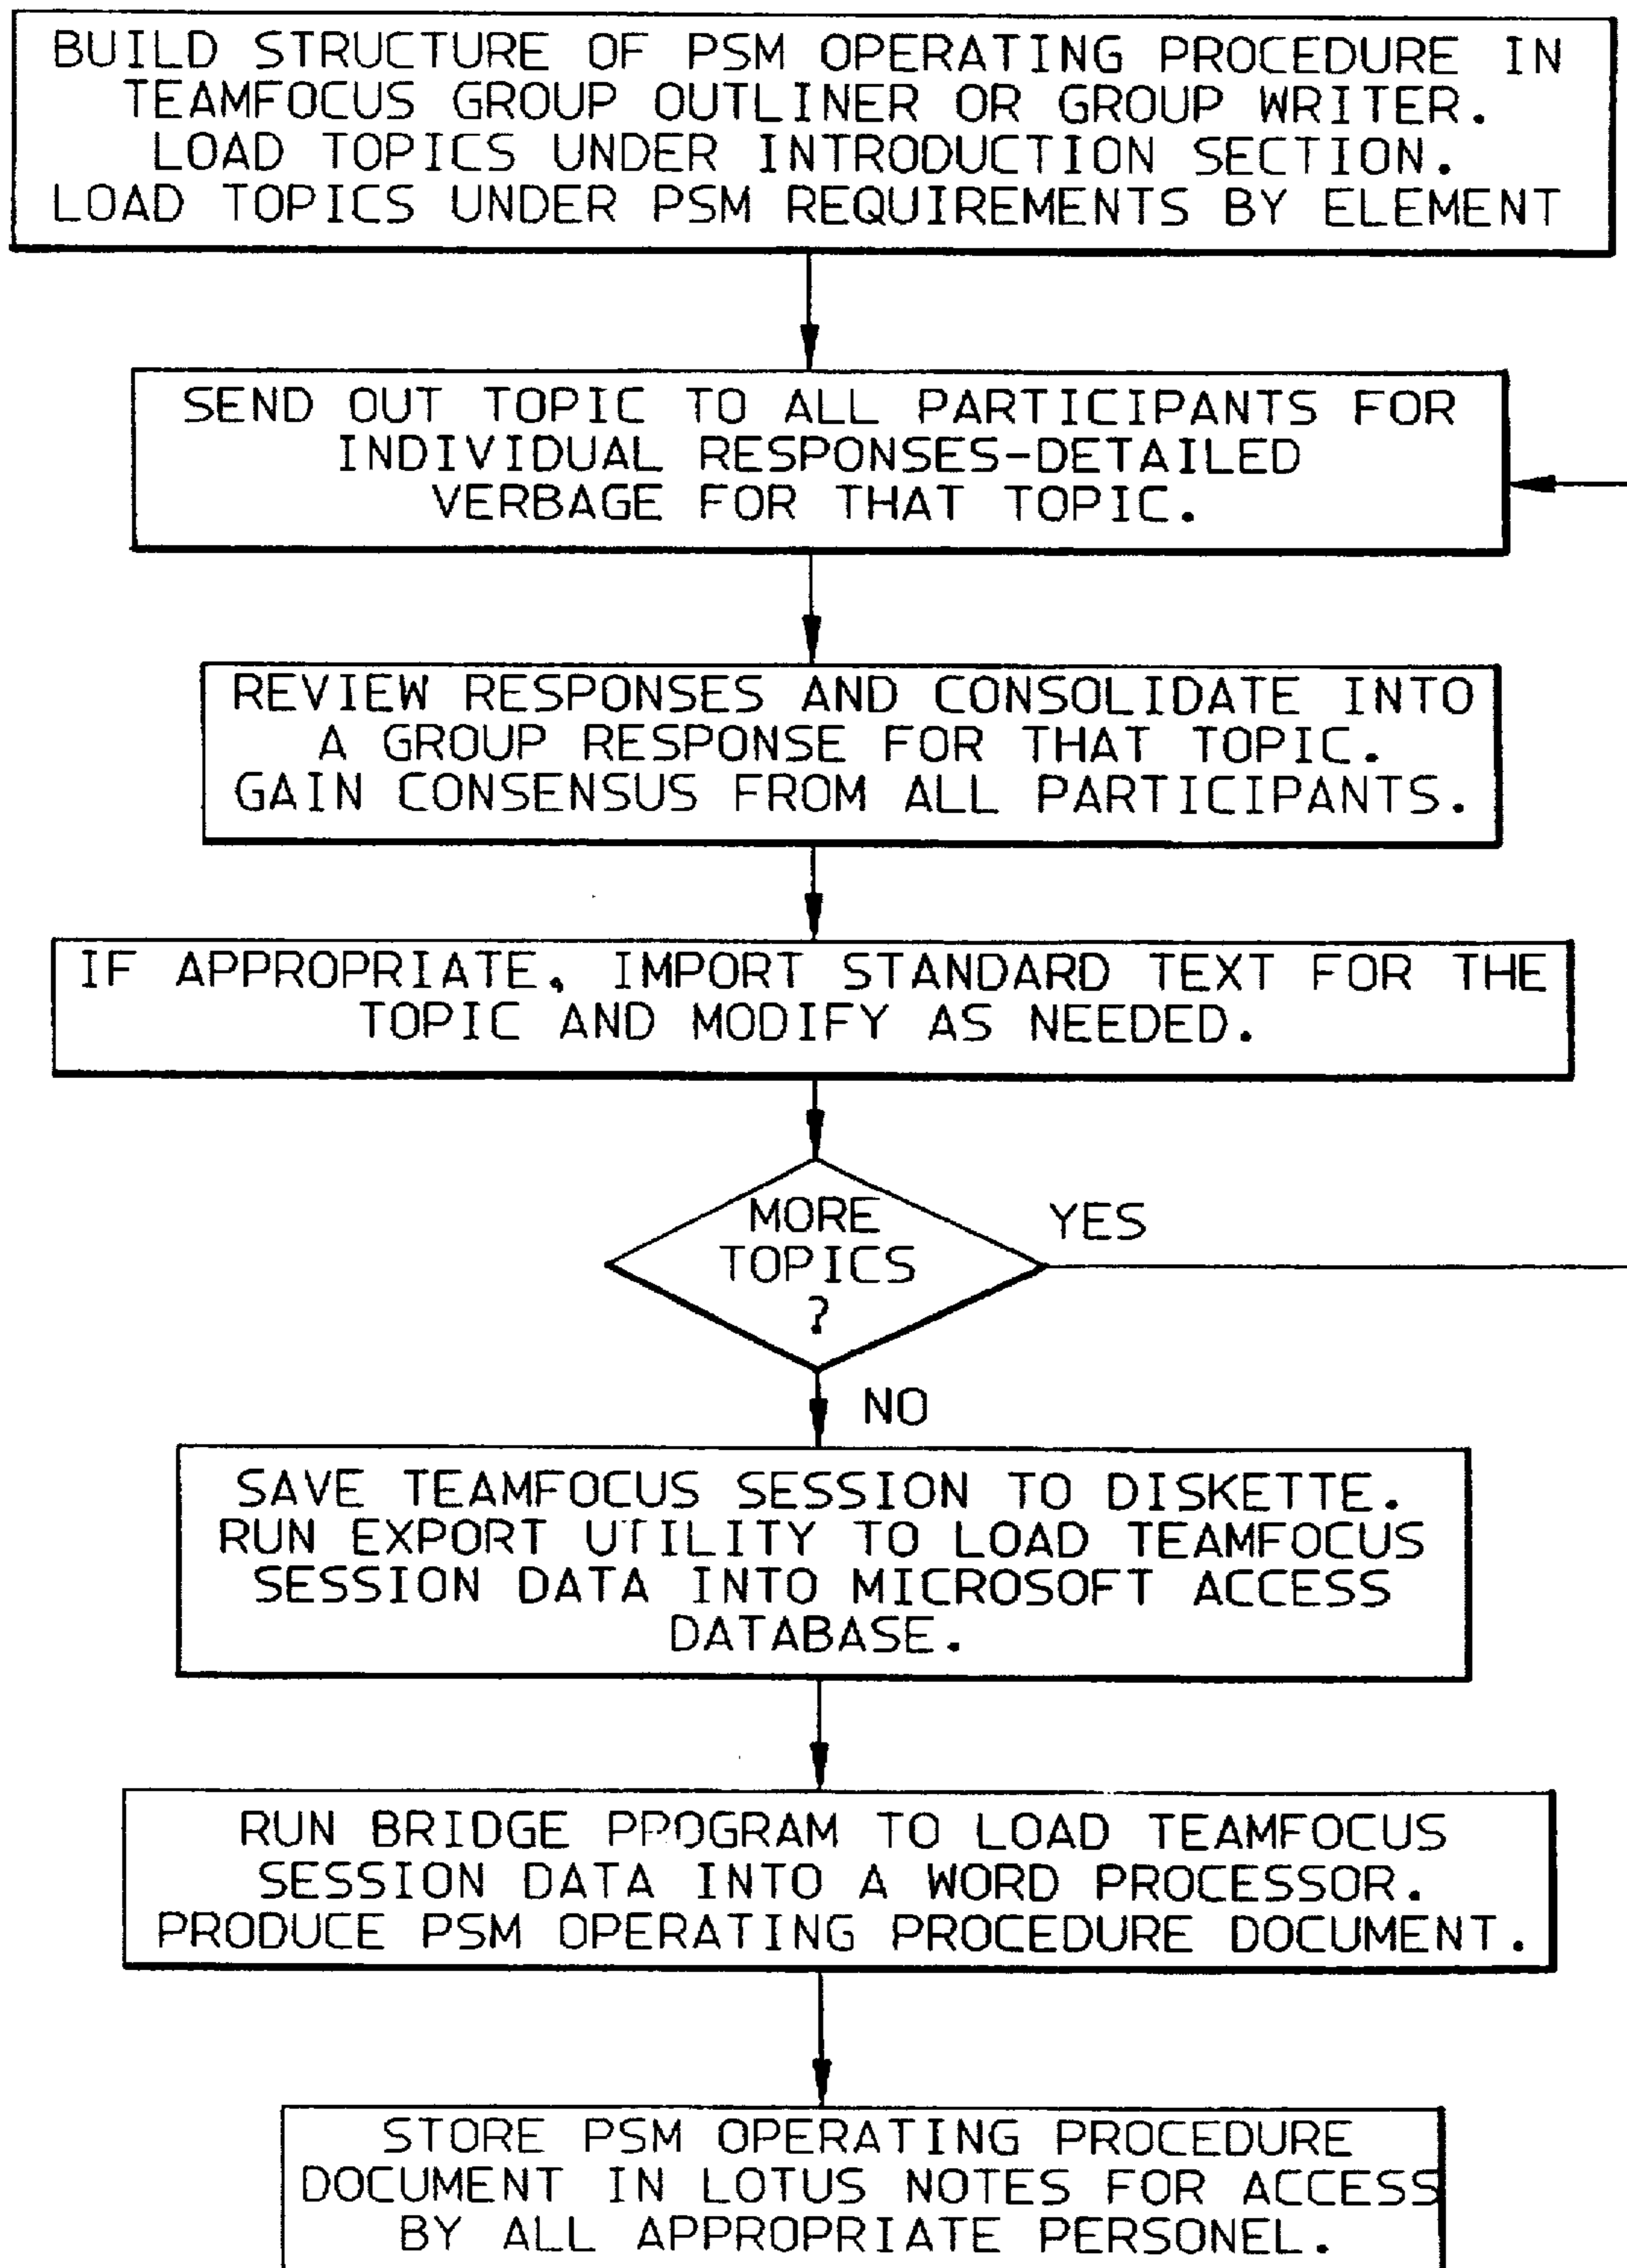 BUILD STRUCTURE OF PSM OPERATING PROCEDURE IN
TEAMFOCUS GROUP OUTLINER OR GROUP WRITER.
LOAD TOPICS UNDER INTRODUCTION SECTION.
LOAD TOPICS UNDER PSM REQUIREMENTS BY ELEMENT
SEND OUT TOPIC TO ALL PARTICIPANTS FOR
INDIVIDUAL RESPONSES-DETAILED
VERBAGE FOR THAT TOPIC.
REVIEW RESPONSES AND CONSOLIDATE INTO
A GROUP RESPONSE FOR THAT TOPIC.
GAIN CONSENSUS FROM ALL PARTICIPANTS.
IF APPROPRIATE, IMPORT STANDARD TEXT FOR THE
TOPIC AND MODIFY AS NEEDED.
MORE
TOPICS
?
YES
NO
SAVE TEAMFOCUS SESSION TO DISKETTE.
RUN EXPORT UTILITY TO LOAD TEAMFOCUS
SESSION DATA INTO MICROSOFT ACCESS
DATABASE.
RUN BRIDGE PROGRAM TO LOAD TEAMFOCUS
SESSION DATA INTO A WORD PROCESSOR.
PRODUCE PSM OPERATING PROCEDURE DOCUMENT.
STORE PSM OPERATING PROCEDURE
DOCUMENT IN LOTUS NOTES FOR ACCESS
BY ALL APPROPRIATE PERSONEL.